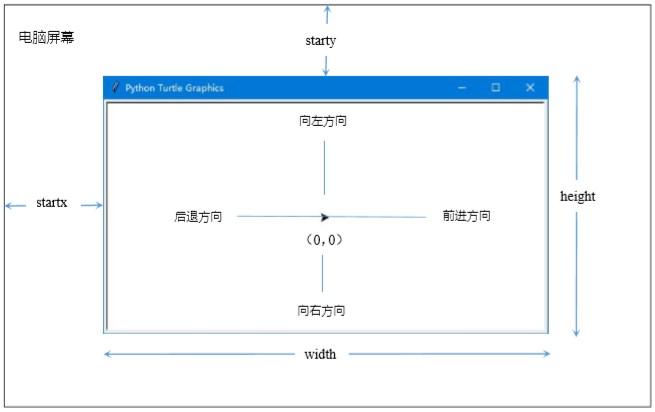 电脑屏幕
starty
Python Turtle Graphics
向左方向
startx
后退方向
前进方向
height
（0,0）
向右方向
width